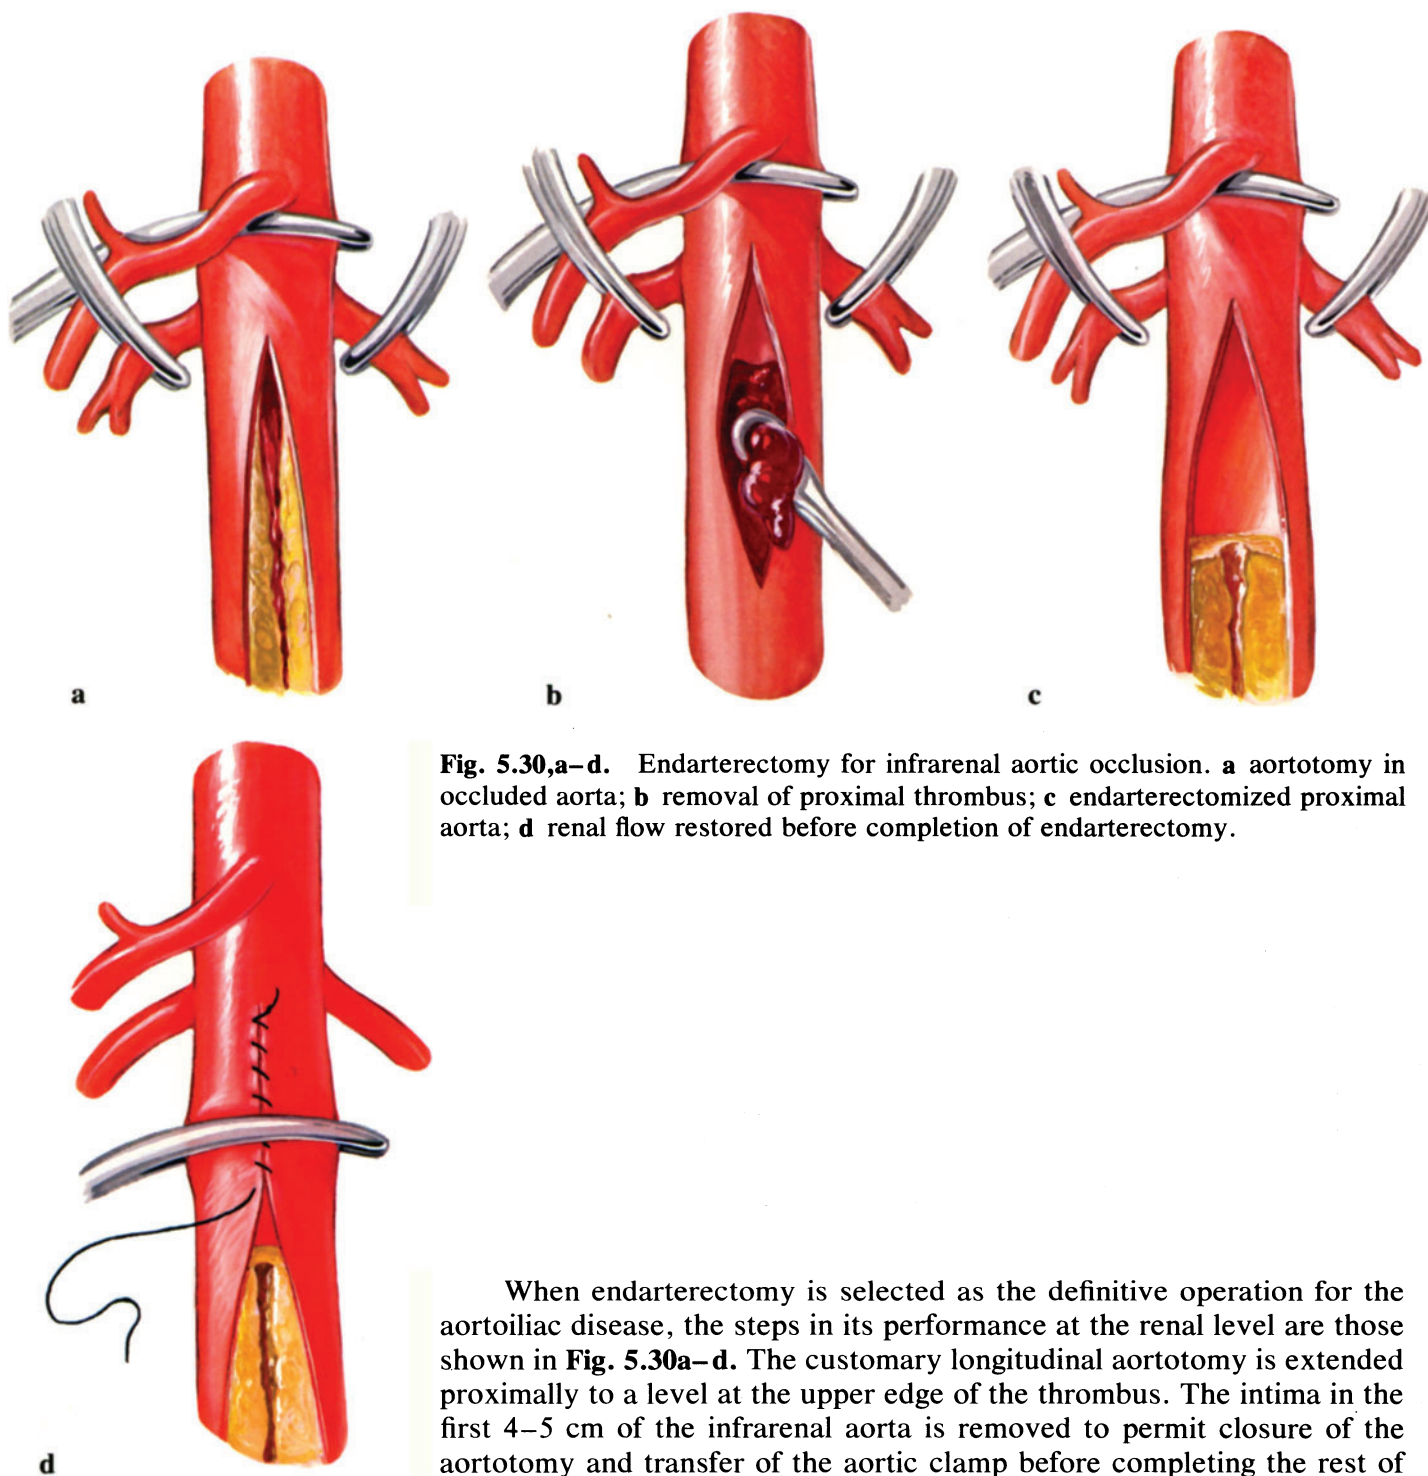 a
b
c
Fig. 5.30,a–d. Endarterectomy for infrarenal aortic occlusion. a aortotomy in
occluded aorta; b removal of proximal thrombus; c endarterectomized proximal
aorta; d renal flow restored before completion of endarterectomy.
d
When endarterectomy is selected as the definitive operation for the
aortoiliac disease, the steps in its performance at the renal level are those
shown in Fig. 5.30a–d. The customary longitudinal aortotomy is extended
proximally to a level at the upper edge of the thrombus. The intima in the
first 4–5 cm of the infrarenal aorta is removed to permit closure of the
aortotomy and transfer of the aortic clamp before completing the rest of